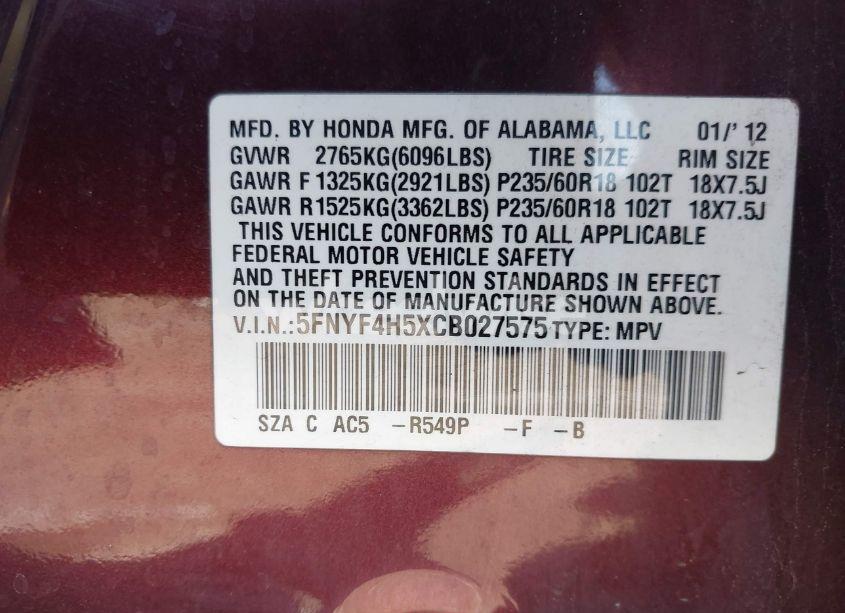 MFD. BY HONDA MFG. OF ALABAMA, LLC 01/' 12
GVWR 2765KG(6096LBS) TIRE SIZE RIM SIZE
GAWR F 1325KG(2921LBS) P235/60R18 102T 18X7.5J
GAWR R1525KG(3362LBS) P235/60R18 102T 18X7.5J
THIS VEHICLE CONFORMS TO ALL APPLICABLE
FEDERAL MOTOR VEHICLE SAFETY
AND THEFT PREVENTION STANDARDS IN EFFECT
ON THE DATE OF MANUFACTURE SHOWN ABOVE.
V.I.N.:5FNYF4H5XCB027575 TYPE: MPV
SZA C AC5 -R549P -F -B